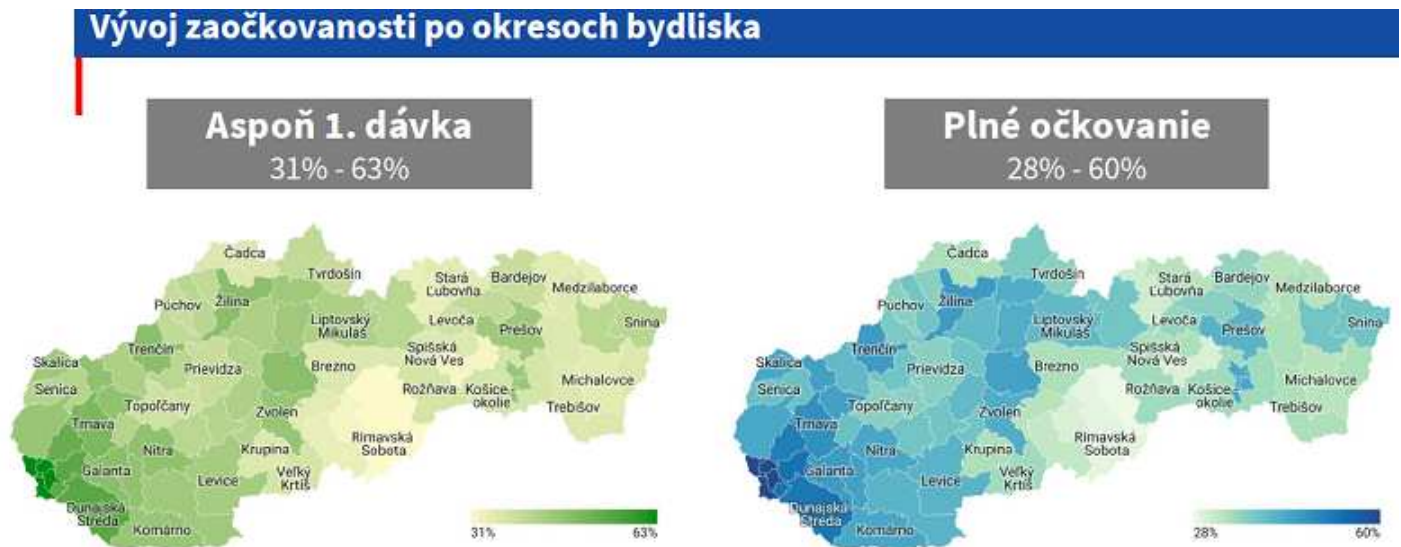 Vývoj zaočkovanosti po okresoch bydliska
Aspoň 1. dávka
31% - 63%
Čadca
Tvrdošín
Stará
Ľubovňa
Bardejov
Medzilaborce
Púchov
Žilina
Liptovský
Mikuláš
Levoča
Prešov
Snina
Skalica
Trenčín
Prievidza
Brezno
Spišská
Nová Ves
Senica
Topoľčany
Zvolen
Rožňava
Košice -
okolie
Michalovce
Trebišov
Trnava
Nitra
Krupina
Rimavská
Sobota
Galanta
Levice
Veľký
Krtíš
Dunajská
Streda
Komárno
31%
63%
Plné očkovanie
28% - 60%
Čadca
Tvrdošín
Stará
Ľubovňa
Bardejov
Medzilaborce
Púchov
Žilina
Liptovský
Mikuláš
Levoča
Prešov
Snina
Skalica
Trenčín
Prievidza
Brezno
Spišská
Nová Ves
Senica
Topoľčany
Zvolen
Rožňava
Košice -
okolie
Michalovce
Trebišov
Trnava
Nitra
Krupina
Rimavská
Sobota
Galanta
Levice
Veľký
Krtíš
Dunajská
Streda
Komárno
28%
60%